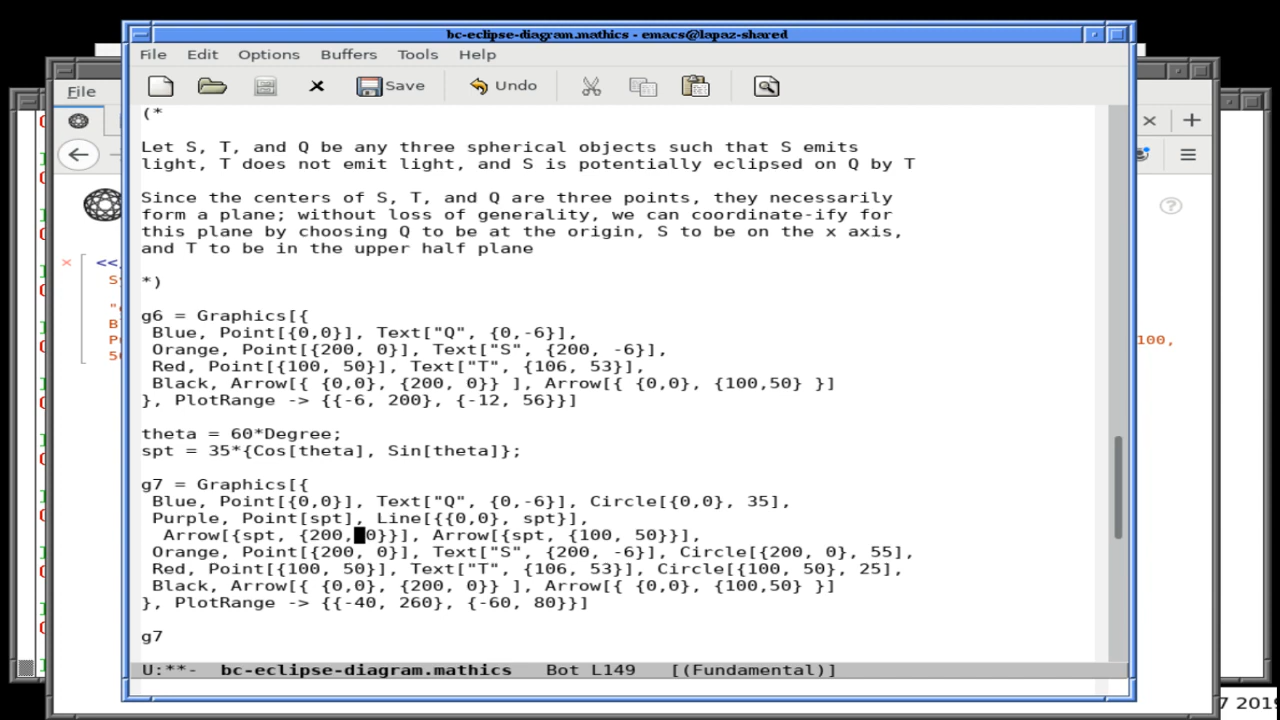 bc-eclipse-diagram.mathics - emacs@lapaz-shared
File Edit Options Buffers Tools Help
Save Undo
(*
Let S, T, and Q be any three spherical objects such that S emits
light, T does not emit light, and S is potentially eclipsed on Q by T
Since the centers of S, T, and Q are three points, they necessarily
form a plane; without loss of generality, we can coordinate-ify for
this plane by choosing Q to be at the origin, S to be on the x axis,
and T to be in the upper half plane
*)
g6 = Graphics[{
Blue, Point[{0,0}], Text["Q", {0,-6}],
Orange, Point[{200, 0}], Text["S", {200, -6}],
Red, Point[{100, 50}], Text["T", {106, 53}],
Black, Arrow[{ {0,0}, {200, 0}} ], Arrow[{ {0,0}, {100,50} }]
}, PlotRange -> {{-6, 200}, {-12, 56}}]
theta = 60*Degree;
spt = 35*{Cos[theta], Sin[theta]};
g7 = Graphics[{
Blue, Point[{0,0}], Text["Q", {0,-6}], Circle[{0,0}, 35],
Purple, Point[spt], Line[{{0,0}, spt}],
Arrow[{spt, {200, 0}}], Arrow[{spt, {100, 50}}],
Orange, Point[{200, 0}], Text["S", {200, -6}], Circle[{200, 0}, 55],
Red, Point[{100, 50}], Text["T", {106, 53}], Circle[{100, 50}, 25],
Black, Arrow[{ {0,0}, {200, 0}} ], Arrow[{ {0,0}, {100,50} }]
}, PlotRange -> {{-40, 260}, {-60, 80}}]
g7
U:**- bc-eclipse-diagram.mathics Bot L149 [(Fundamental)]
File
<<
100,